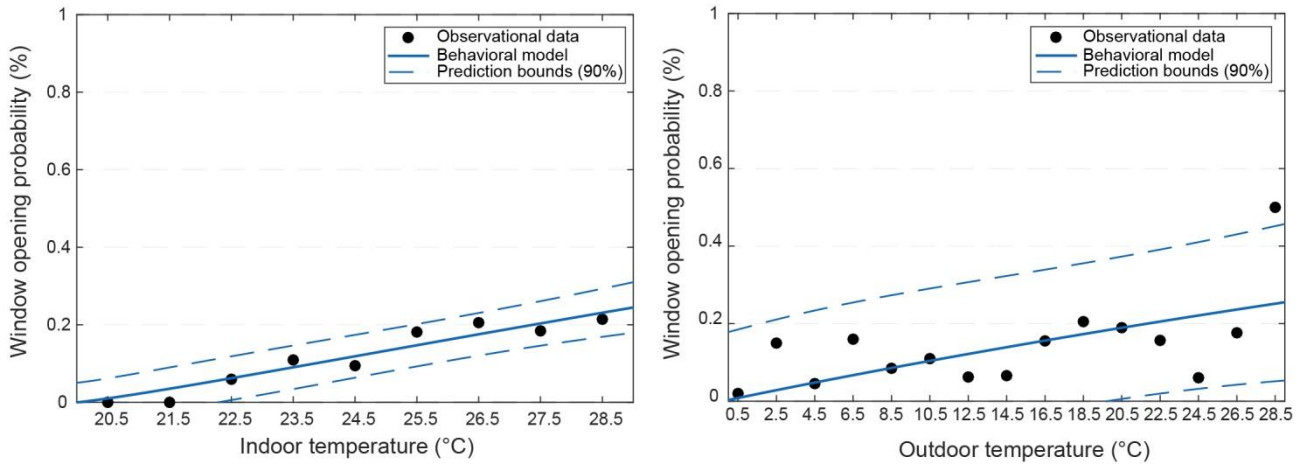 Window opening probability (%)
1
0.8
0.6
0.4
0.2
0
Observational data
Behavioral model
Prediction bounds (90%)
20.5 21.5 22.5 23.5 24.5 25.5 26.5 27.5 28.5
Indoor temperature (°C)
Window opening probability (%)
1
0.8
0.6
0.4
0.2
0
Observational data
Behavioral model
Prediction bounds (90%)
0.5 2.5 4.5 6.5 8.5 10.5 12.5 14.5 16.5 18.5 20.5 22.5 24.5 26.5 28.5
Outdoor temperature (°C)